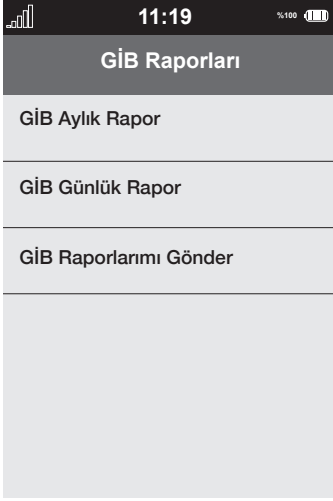 11:19 %100
GİB Raporları
GİB Aylık Rapor
GİB Günlük Rapor
GİB Raporlarımı Gönder